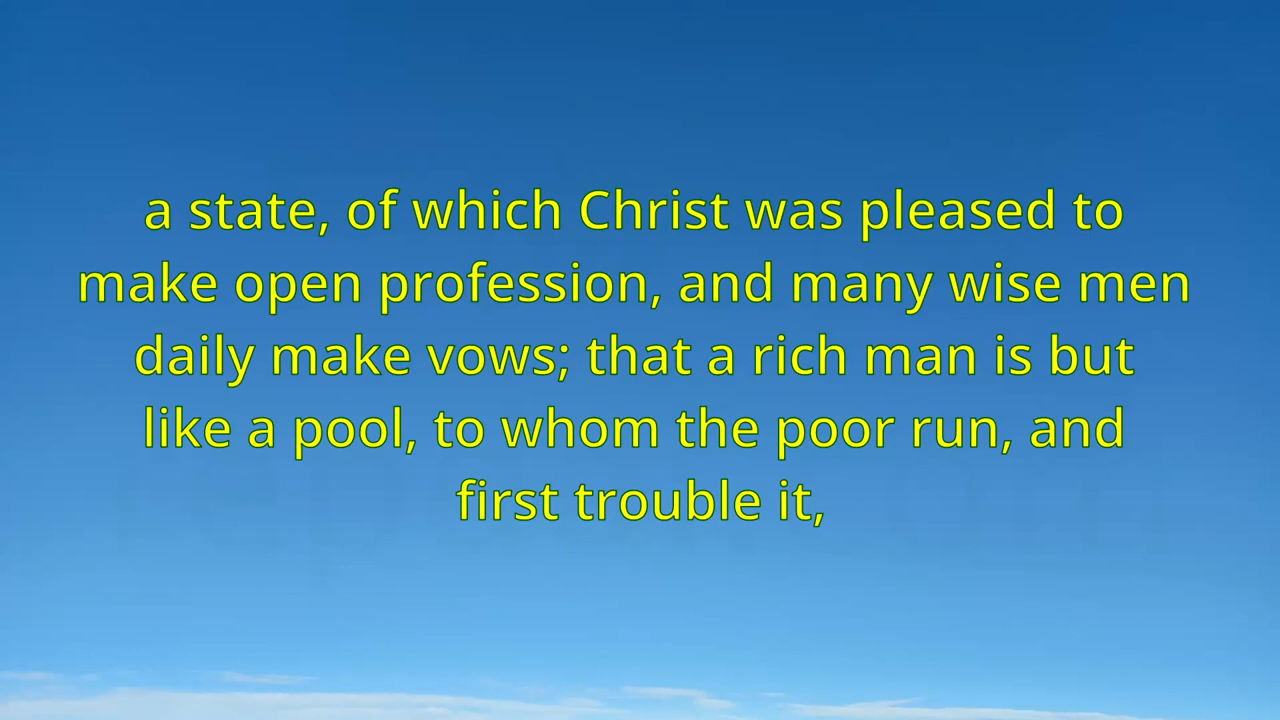 a state, of which Christ was pleased to
make open profession, and many wise men
daily make vows; that a rich man is but
like a pool, to whom the poor run, and
first trouble it,